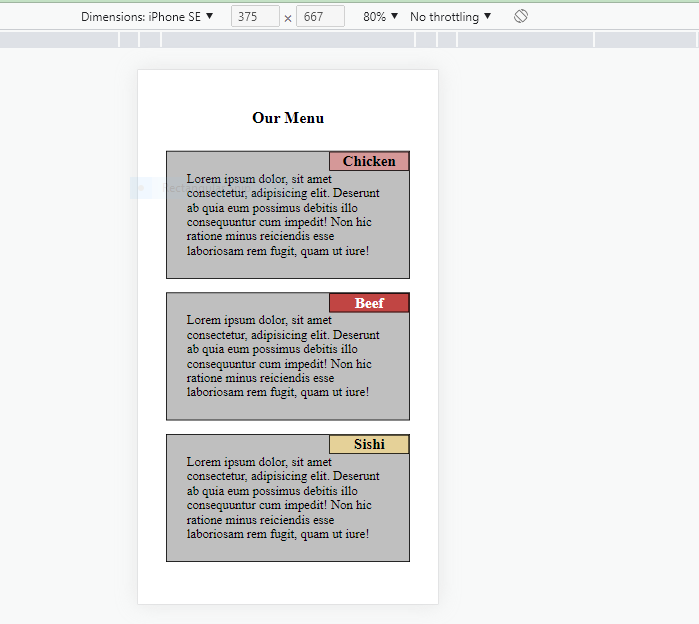 Dimensions: iPhone SE ▼ 375 × 667 80% ▼ No throttling ▼
Our Menu
Chicken
Lorem ipsum dolor, sit amet
consectetur, adipisicing elit. Deserunt
ab quia eum possimus debitis illo
consequuntur cum impedit! Non hic
ratione minus reiciendis esse
laboriosam rem fugit, quam ut iure!
Beef
Lorem ipsum dolor, sit amet
consectetur, adipisicing elit. Deserunt
ab quia eum possimus debitis illo
consequuntur cum impedit! Non hic
ratione minus reiciendis esse
laboriosam rem fugit, quam ut iure!
Sishi
Lorem ipsum dolor, sit amet
consectetur, adipisicing elit. Deserunt
ab quia eum possimus debitis illo
consequuntur cum impedit! Non hic
ratione minus reiciendis esse
laboriosam rem fugit, quam ut iure!